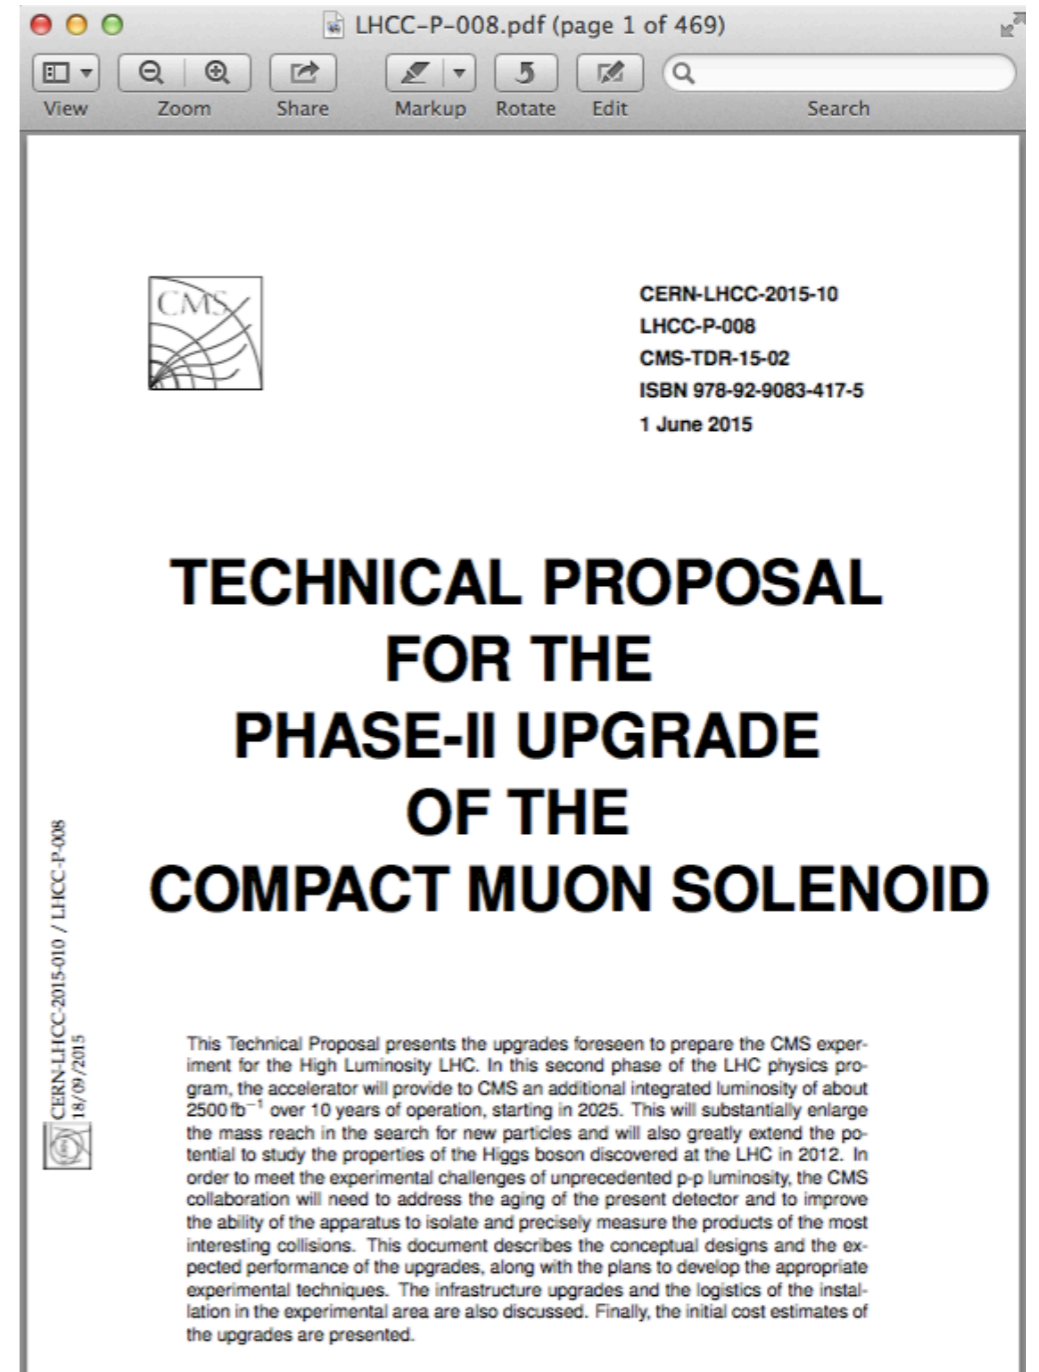 LHCC-P-008.pdf (page 1 of 469)
View Zoom Share Markup Rotate Edit Search
CMS
CERN-LHCC-2015-10
LHCC-P-008
CMS-TDR-15-02
ISBN 978-92-9083-417-5
1 June 2015
TECHNICAL PROPOSAL
FOR THE
PHASE-II UPGRADE
OF THE
COMPACT MUON SOLENOID
CERN-LHCC-2015-010 / LHCC-P-008
18/09/2015
This Technical Proposal presents the upgrades foreseen to prepare the CMS exper-
iment for the High Luminosity LHC. In this second phase of the LHC physics pro-
gram, the accelerator will provide to CMS an additional integrated luminosity of about
2500 fb⁻¹ over 10 years of operation, starting in 2025. This will substantially enlarge
the mass reach in the search for new particles and will also greatly extend the po-
tential to study the properties of the Higgs boson discovered at the LHC in 2012. In
order to meet the experimental challenges of unprecedented p-p luminosity, the CMS
collaboration will need to address the aging of the present detector and to improve
the ability of the apparatus to isolate and precisely measure the products of the most
interesting collisions. This document describes the conceptual designs and the ex-
pected performance of the upgrades, along with the plans to develop the appropriate
experimental techniques. The infrastructure upgrades and the logistics of the instal-
lation in the experimental area are also discussed. Finally, the initial cost estimates of
the upgrades are presented.